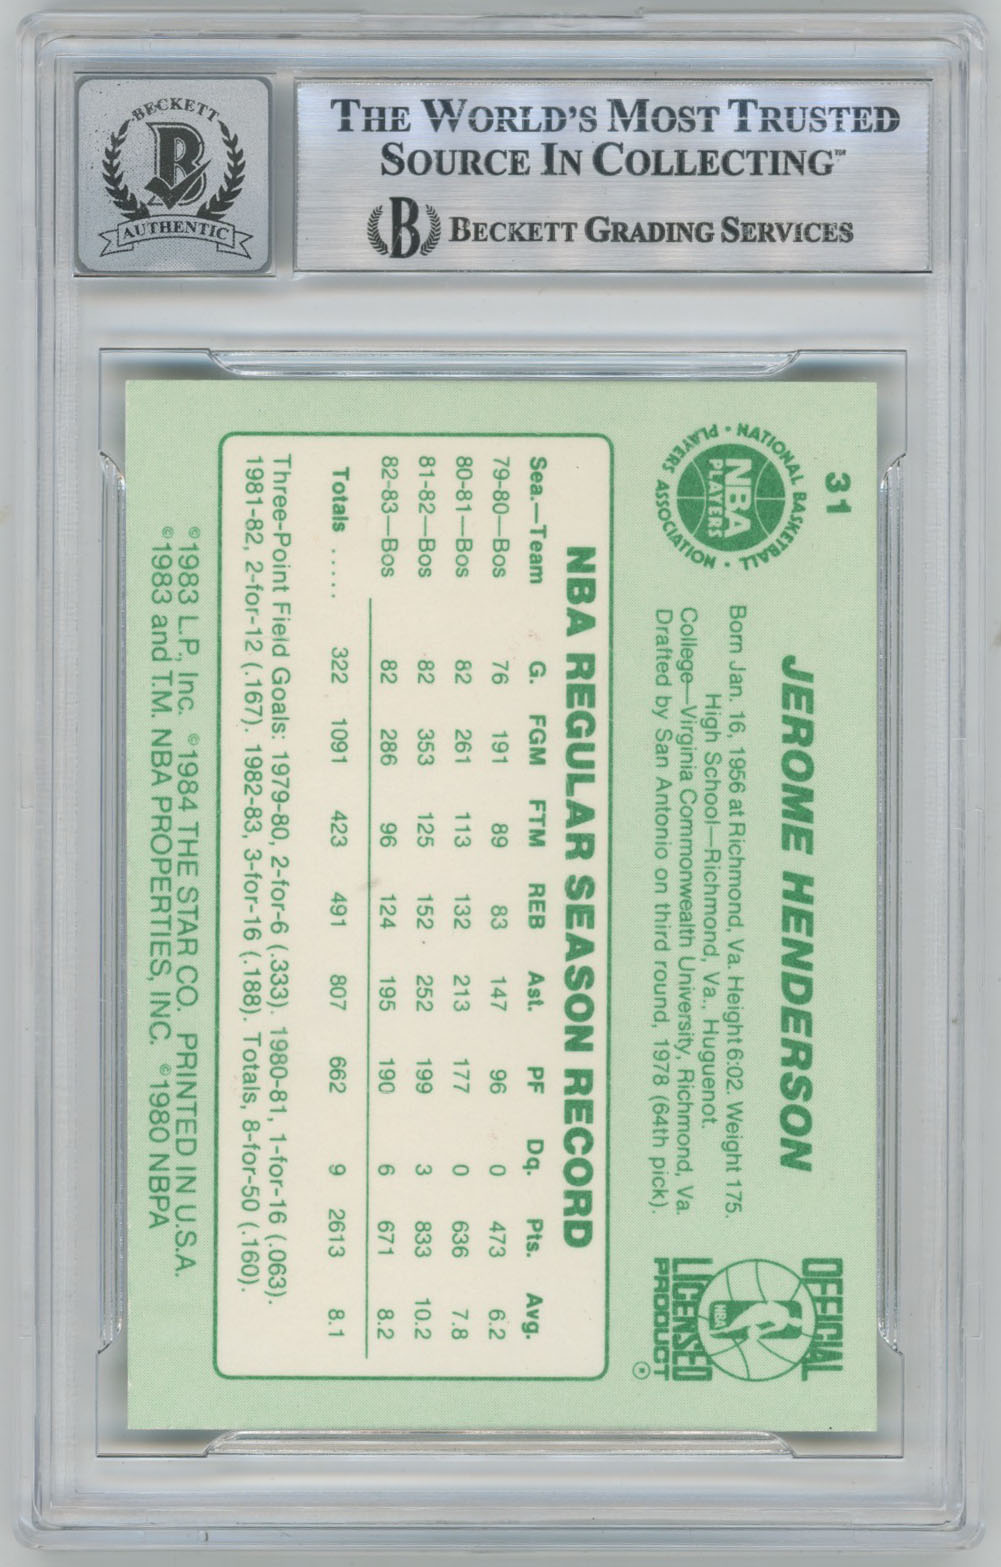 BECKETT
B
AUTHENTIC
THE WORLD'S MOST TRUSTED
SOURCE IN COLLECTING™
B BECKETT GRADING SERVICES
31
NATIONAL BASKETBALL
PLAYERS ASSOCIATION
NBA
PLAYERS
JEROME HENDERSON
Born Jan. 16, 1956 at Richmond, Va. Height 6:02. Weight 175.
High School—Richmond, Va., Huguenot.
College—Virginia Commonwealth University, Richmond, Va.
Drafted by San Antonio on third round, 1978 (64th pick).
OFFICIAL
NBA
LICENSED
PRODUCT
®
NBA REGULAR SEASON RECORD
Sea.—Team G. FGM FTM REB Ast. PF Dq. Pts. Avg.
79-80—Bos 76 191 89 83 147 96 0 473 6.2
80-81—Bos 82 261 113 132 213 177 0 636 7.8
81-82—Bos 82 353 125 152 252 199 3 833 10.2
82-83—Bos 82 286 96 124 195 190 6 671 8.2
Totals . . . . 322 1091 423 491 807 662 9 2613 8.1
Three-Point Field Goals: 1979-80, 2-for-6 (.333). 1980-81, 1-for-16 (.063).
1981-82, 2-for-12 (.167). 1982-83, 3-for-16 (.188). Totals, 8-for-50 (.160).
©1983 L.P., Inc. ©1984 THE STAR CO. PRINTED IN U.S.A.
©1983 and T.M. NBA PROPERTIES, INC. ©1980 NBPA